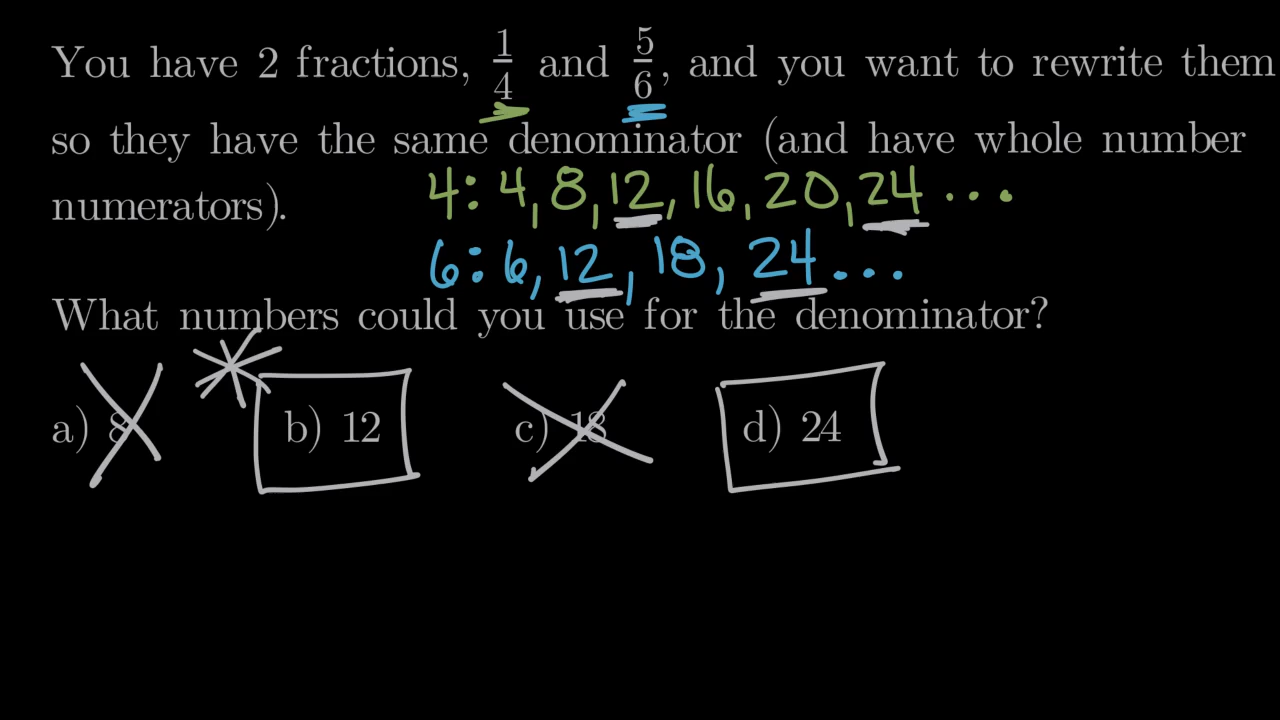 You have 2 fractions, 1/4 and 5/6, and you want to rewrite them
so they have the same denominator (and have whole number
numerators).
4: 4, 8, 12, 16, 20, 24 ...
6: 6, 12, 18, 24 ...
What numbers could you use for the denominator?
a) 8 b) 12 c) 18 d) 24